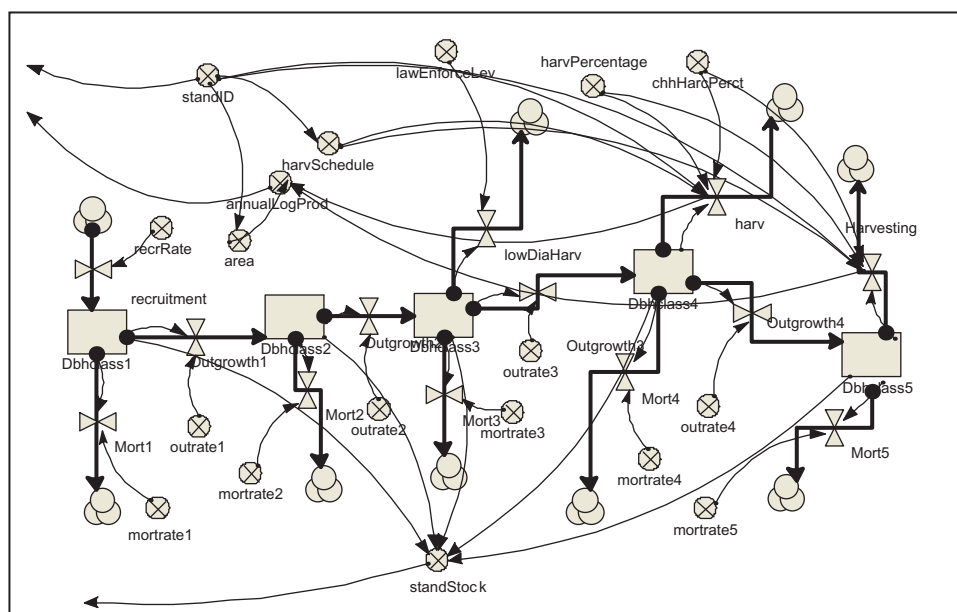 lawEnforceLev
harvPercentage
chhHarcPerct
standID
harvSchedule
annualLogProd
recrRate
area
lowDiaHarv
harv
Harvesting
recruitment
Dbhclass1
Outgrowth1
Dbhclass2
Outgrowth2
Dbhclass3
Outgrowth3
Dbhclass4
Outgrowth4
Dbhclass5
outrate3
Mort1
outrate1
Mort2
outrate2
Mort3
mortrate3
Mort4
outrate4
Mort5
mortrate1
mortrate2
mortrate4
mortrate5
standStock